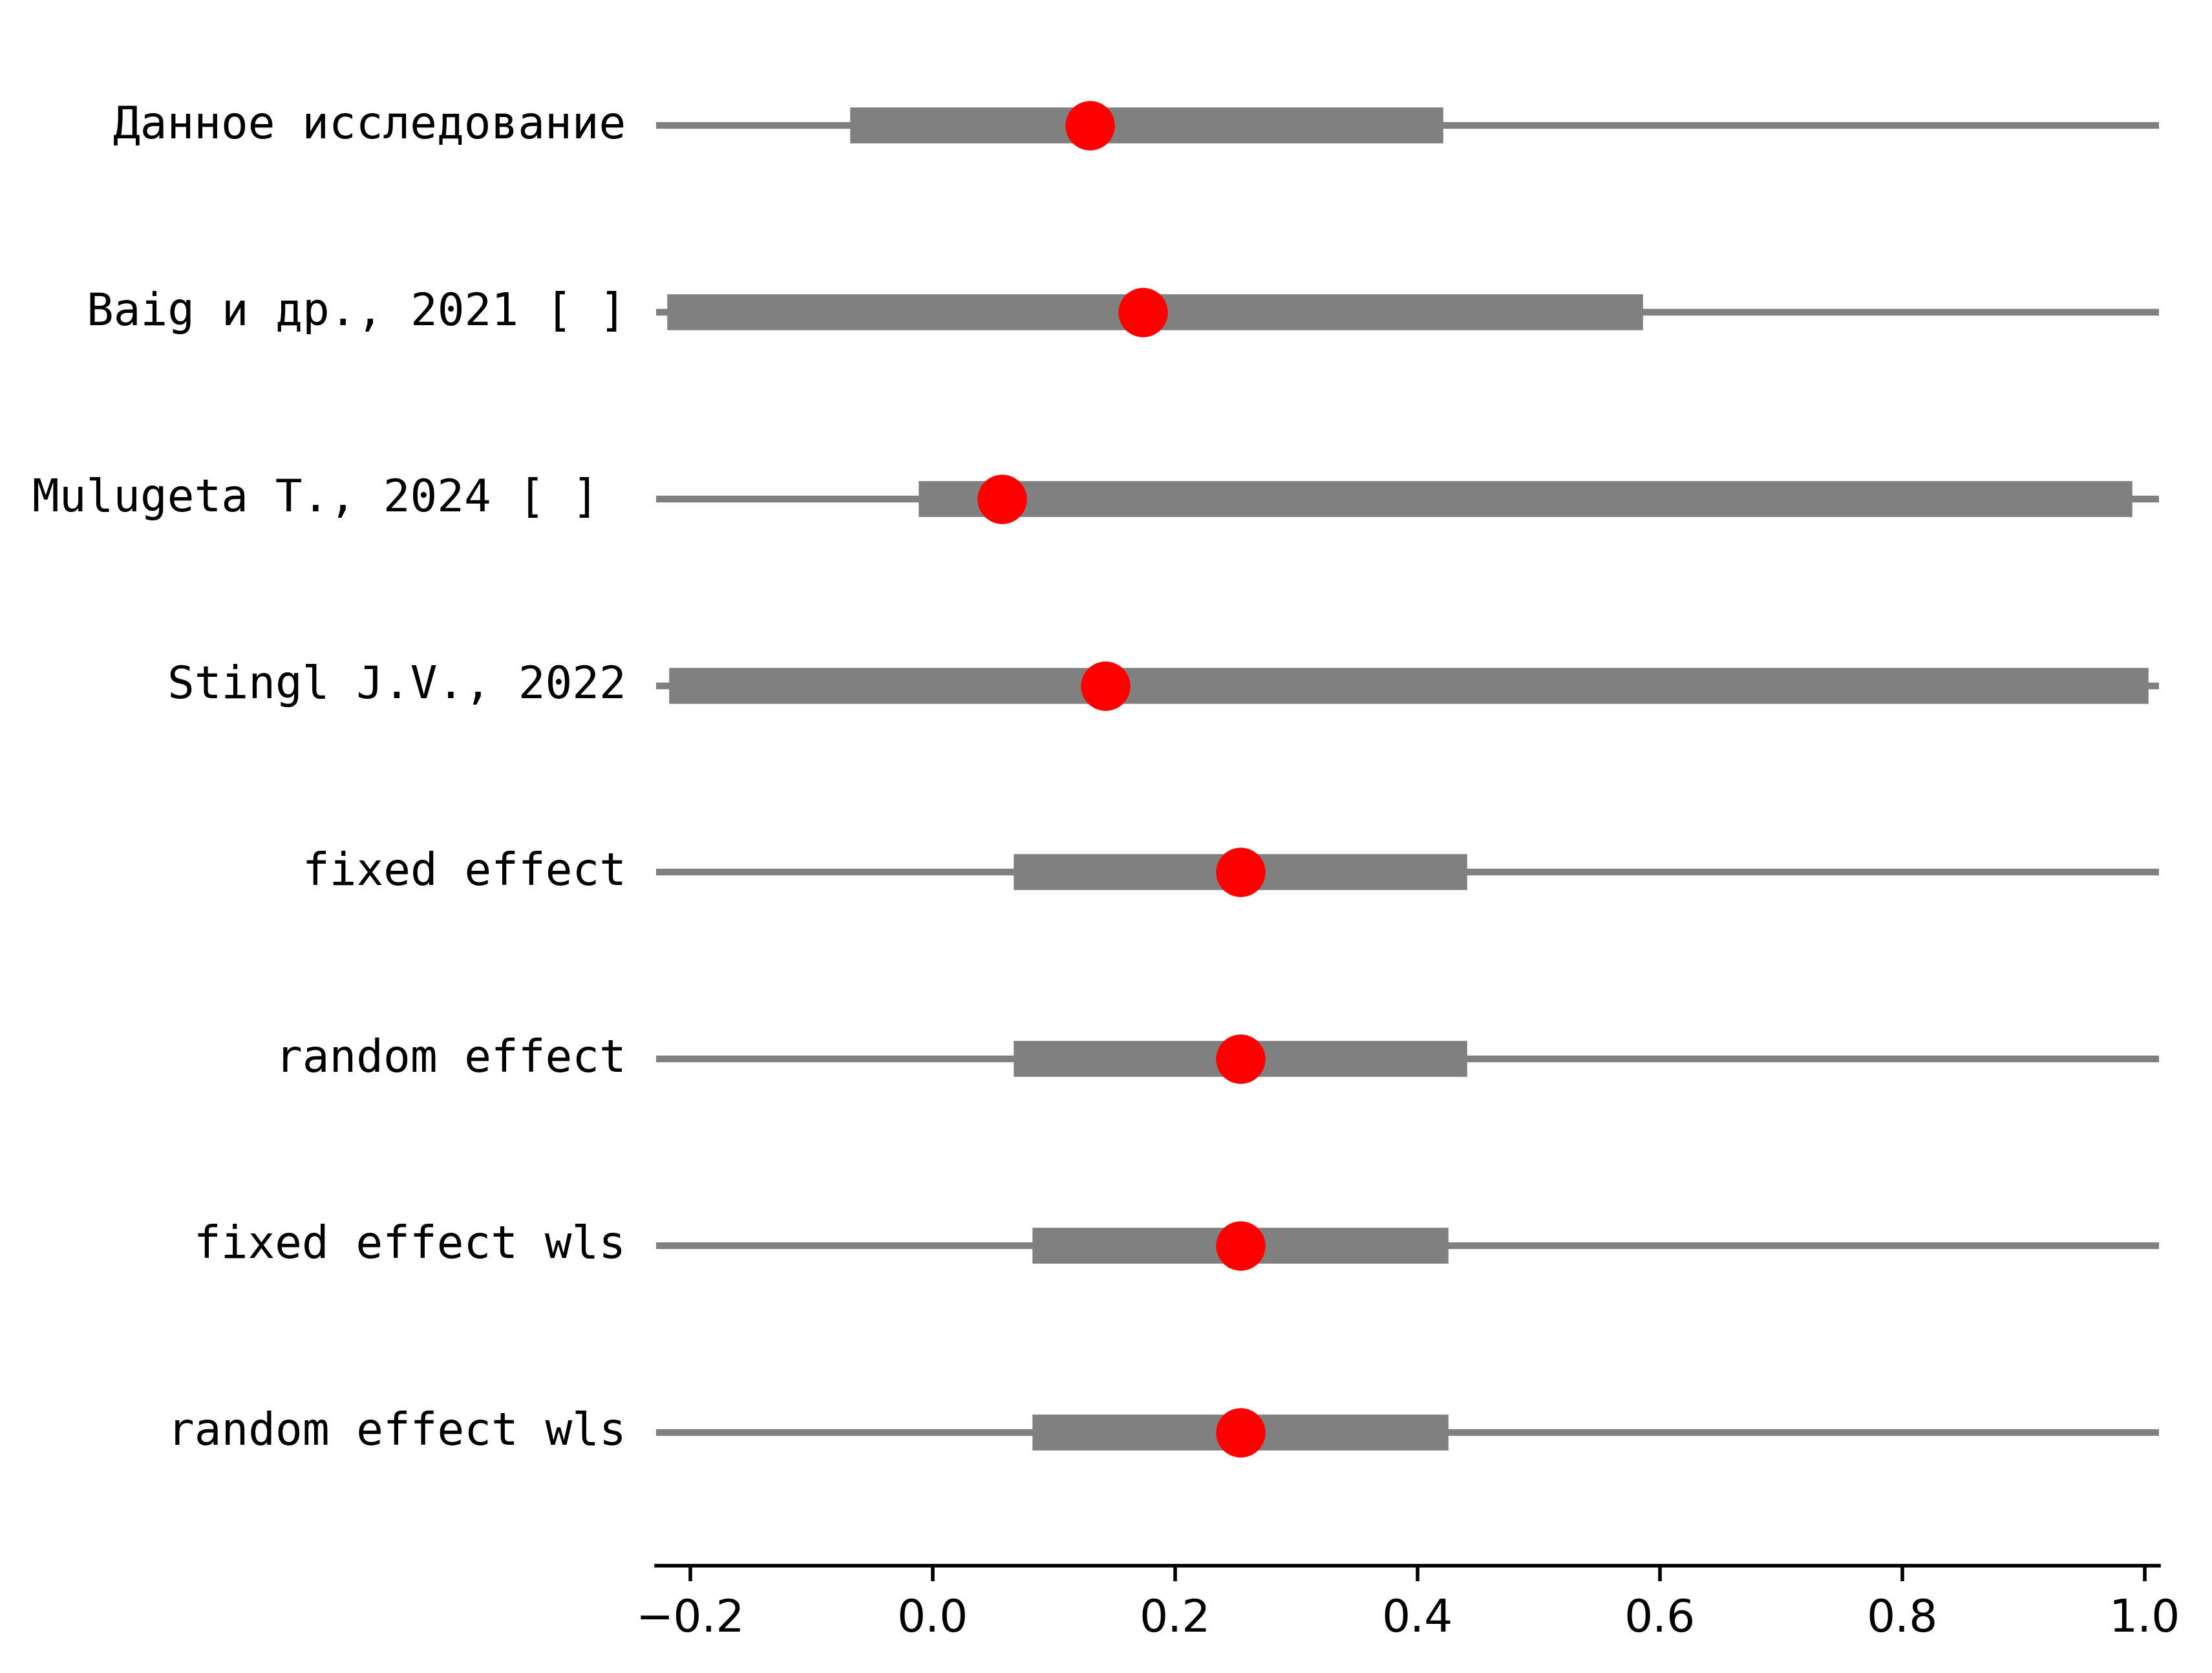 Данное исследование
Baig и др., 2021 [ ]
Mulugeta T., 2024 [ ]
Stingl J.V., 2022
fixed effect
random effect
fixed effect wls
random effect wls
−0.2 0.0 0.2 0.4 0.6 0.8 1.0